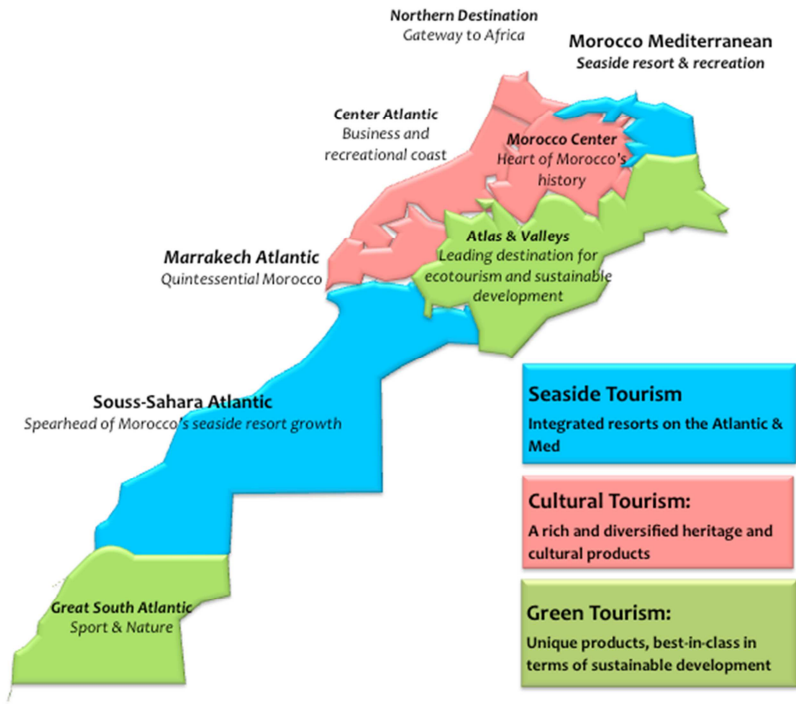 Northern Destination
Gateway to Africa
Morocco Mediterranean
Seaside resort & recreation
Center Atlantic
Business and
recreational coast
Morocco Center
Heart of Morocco's
history
Atlas & Valleys
Leading destination for
ecotourism and sustainable
development
Marrakech Atlantic
Quintessential Morocco
Souss-Sahara Atlantic
Spearhead of Morocco's seaside resort growth
Great South Atlantic
Sport & Nature
Seaside Tourism
Integrated resorts on the Atlantic &
Med
Cultural Tourism:
A rich and diversified heritage and
cultural products
Green Tourism:
Unique products, best-in-class in
terms of sustainable development